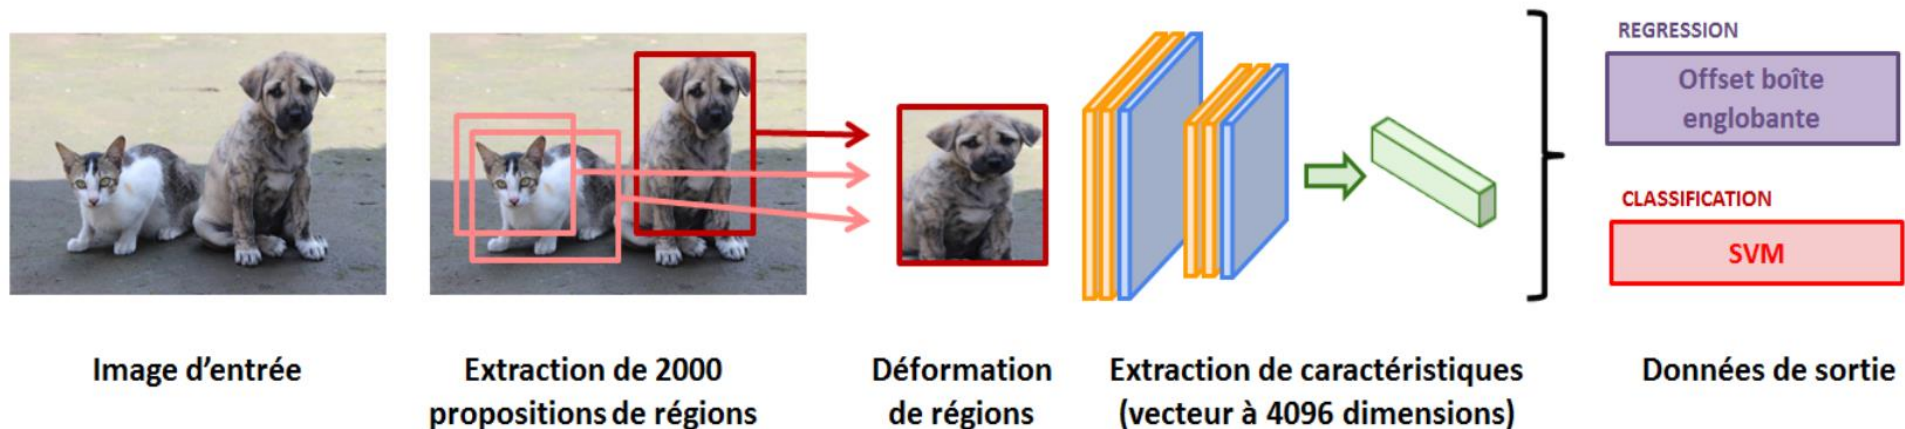 REGRESSION
Offset boîte
englobante
CLASSIFICATION
SVM
Image d'entrée
Extraction de 2000
propositions de régions
Déformation
de régions
Extraction de caractéristiques
(vecteur à 4096 dimensions)
Données de sortie